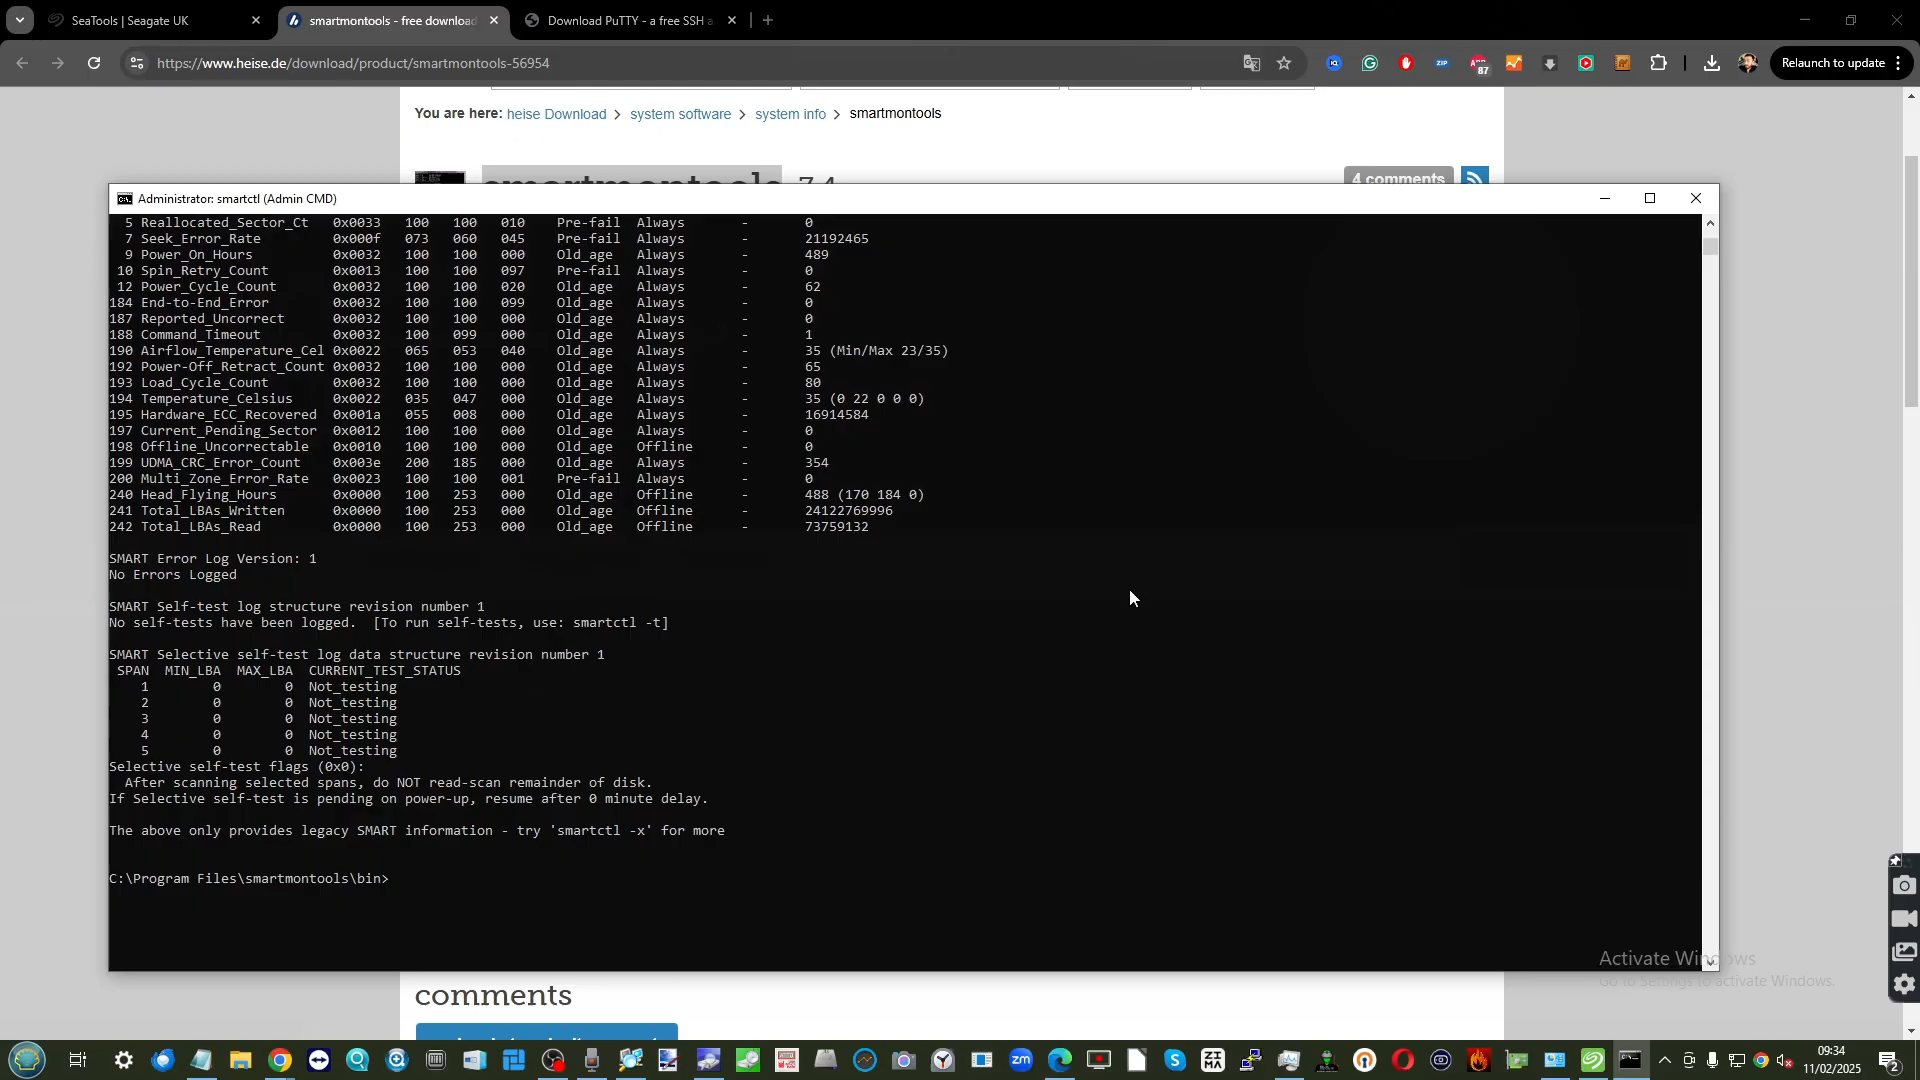 SeaTools | Seagate UK
smartmontools - free download
Download PuTTY - a free SSH a
https://www.heise.de/download/product/smartmontools-56954
ZIP
87
Relaunch to update
You are here: heise Download > system software > system info > smartmontools
smartmontools 7.4
4 comments
Administrator: smartctl (Admin CMD)
5 Reallocated_Sector_Ct 0x0033 100 100 010 Pre-fail Always - 0
7 Seek_Error_Rate 0x000f 073 060 045 Pre-fail Always - 21192465
9 Power_On_Hours 0x0032 100 100 000 Old_age Always - 489
10 Spin_Retry_Count 0x0013 100 100 097 Pre-fail Always - 0
12 Power_Cycle_Count 0x0032 100 100 020 Old_age Always - 62
184 End-to-End_Error 0x0032 100 100 099 Old_age Always - 0
187 Reported_Uncorrect 0x0032 100 100 000 Old_age Always - 0
188 Command_Timeout 0x0032 100 099 000 Old_age Always - 1
190 Airflow_Temperature_Cel 0x0022 065 053 040 Old_age Always - 35 (Min/Max 23/35)
192 Power-Off_Retract_Count 0x0032 100 100 000 Old_age Always - 65
193 Load_Cycle_Count 0x0032 100 100 000 Old_age Always - 80
194 Temperature_Celsius 0x0022 035 047 000 Old_age Always - 35 (0 22 0 0 0)
195 Hardware_ECC_Recovered 0x001a 055 008 000 Old_age Always - 16914584
197 Current_Pending_Sector 0x0012 100 100 000 Old_age Always - 0
198 Offline_Uncorrectable 0x0010 100 100 000 Old_age Offline - 0
199 UDMA_CRC_Error_Count 0x003e 200 185 000 Old_age Always - 354
200 Multi_Zone_Error_Rate 0x0023 100 100 001 Pre-fail Always - 0
240 Head_Flying_Hours 0x0000 100 253 000 Old_age Offline - 488 (170 184 0)
241 Total_LBAs_Written 0x0000 100 253 000 Old_age Offline - 24122769996
242 Total_LBAs_Read 0x0000 100 253 000 Old_age Offline - 73759132
SMART Error Log Version: 1
No Errors Logged
SMART Self-test log structure revision number 1
No self-tests have been logged. [To run self-tests, use: smartctl -t]
SMART Selective self-test log data structure revision number 1
SPAN MIN_LBA MAX_LBA CURRENT_TEST_STATUS
1 0 0 Not_testing
2 0 0 Not_testing
3 0 0 Not_testing
4 0 0 Not_testing
5 0 0 Not_testing
Selective self-test flags (0x0):
After scanning selected spans, do NOT read-scan remainder of disk.
If Selective self-test is pending on power-up, resume after 0 minute delay.
The above only provides legacy SMART information - try 'smartctl -x' for more
C:\Program Files\smartmontools\bin>
Activate Windows
Go to Settings to activate Windows.
comments
zm
09:34
11/02/2025
2